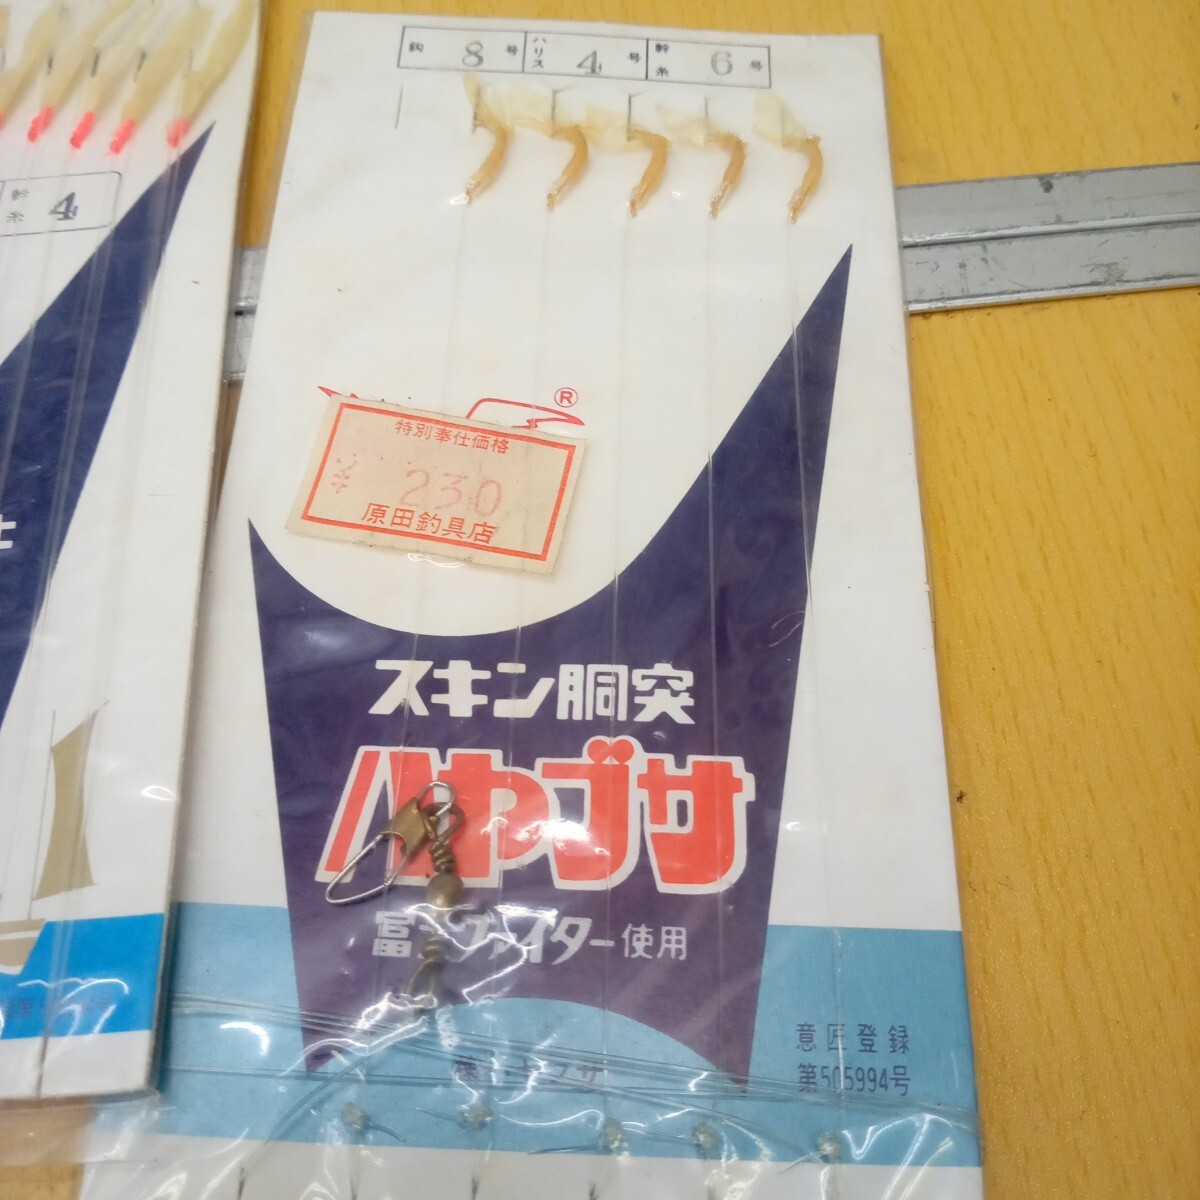 鈎 8 号 ハリス 4 号 幹糸 6 号
®
特別奉仕価格
¥ 230
原田釣具店
スキン胴突
ハヤブサ
使用
意匠登録
第505994号
4